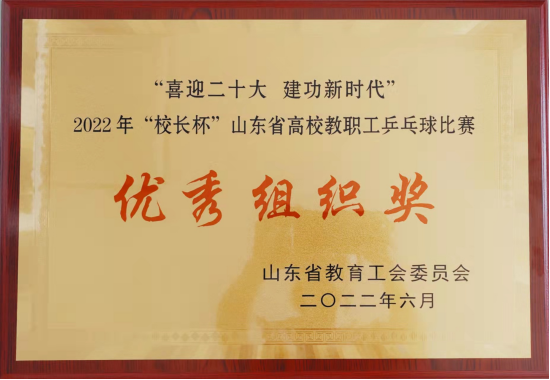 “喜迎二十大 建功新时代”
2022年“校长杯”山东省高校教职工乒乓球比赛
优秀组织奖
山东省教育工会委员会
二〇二二年六月